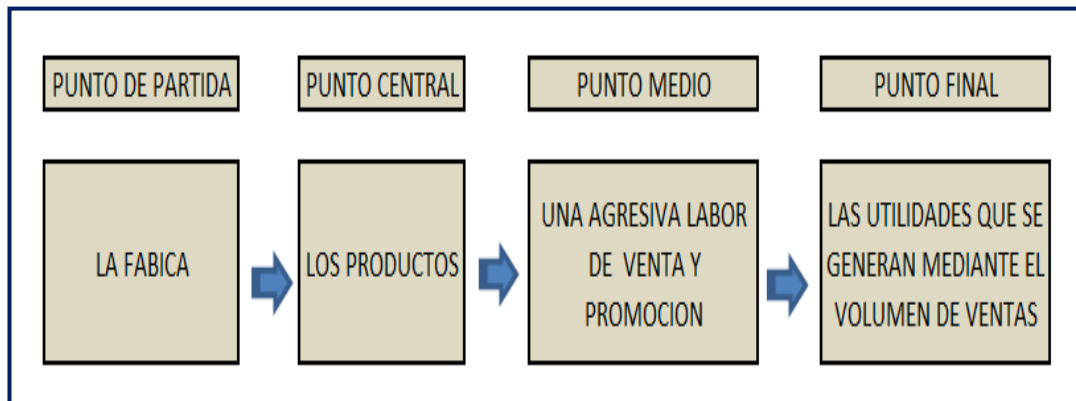 PUNTO DE PARTIDA
PUNTO CENTRAL
PUNTO MEDIO
PUNTO FINAL
LA FABICA
LOS PRODUCTOS
UNA AGRESIVA LABOR
DE VENTA Y
PROMOCION
LAS UTILIDADES QUE SE
GENERAN MEDIANTE EL
VOLUMEN DE VENTAS